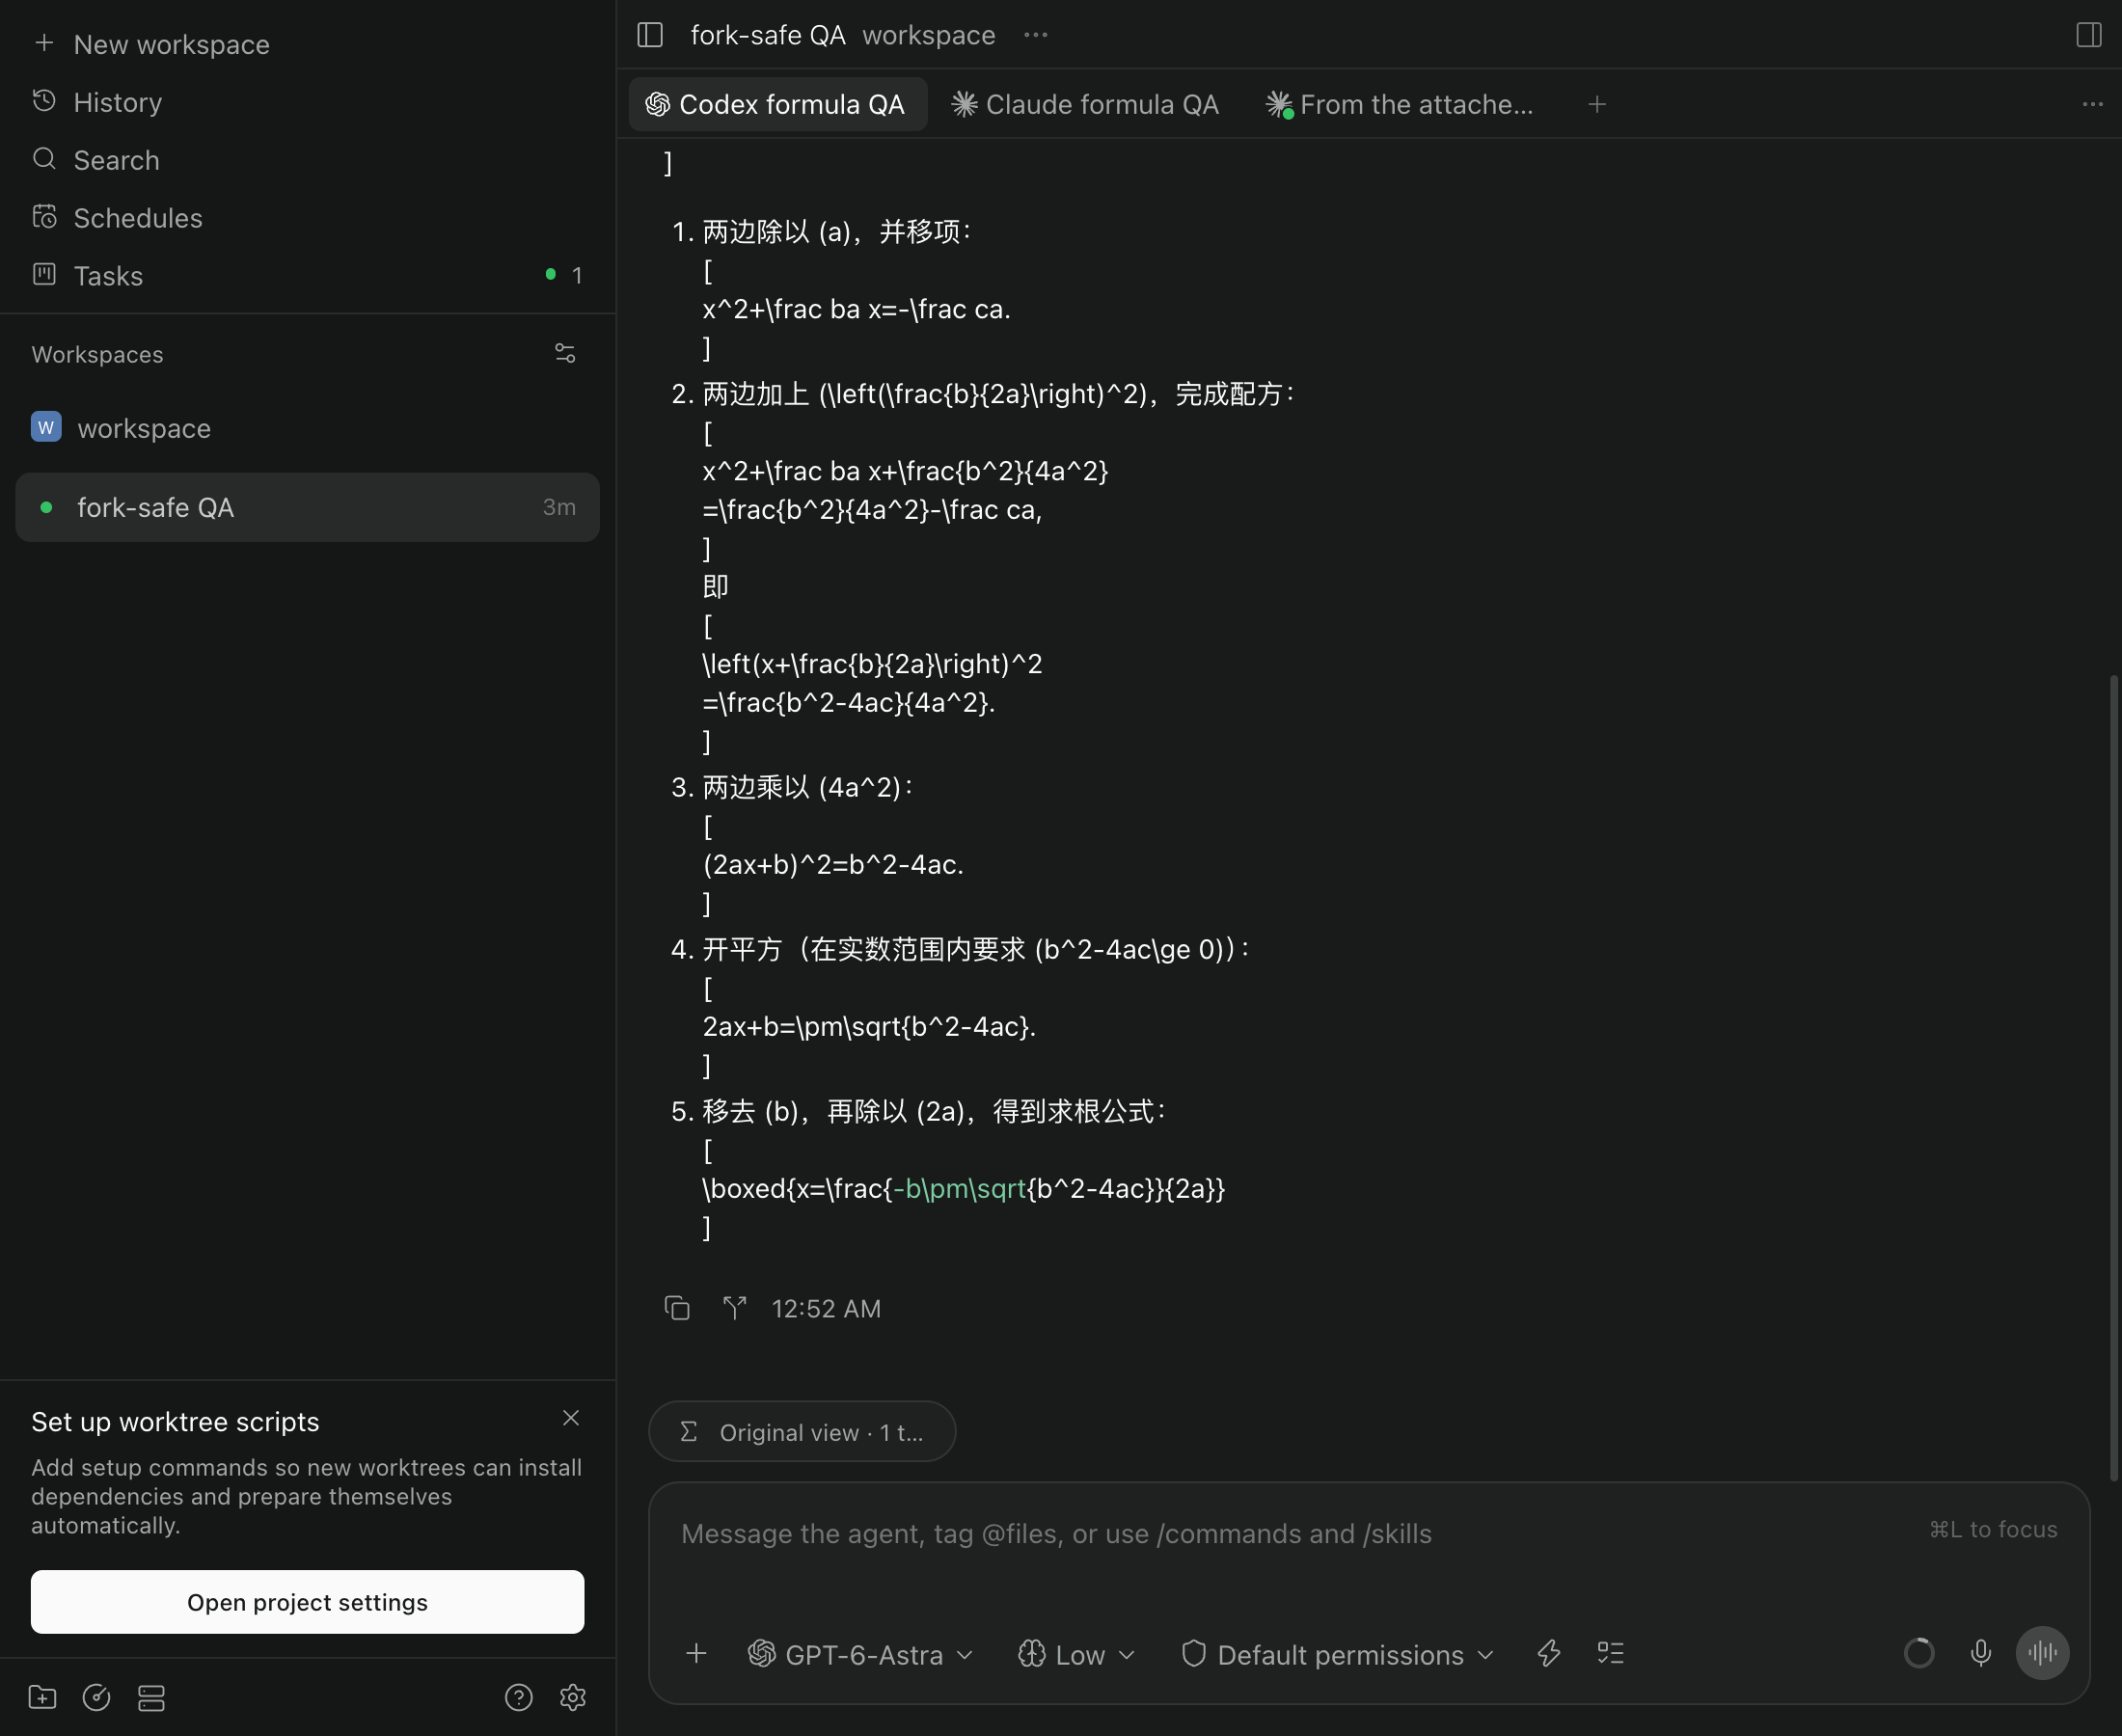 New workspace
History
Search
Schedules
Tasks 1
Workspaces
W workspace
fork-safe QA 3m
Set up worktree scripts
Add setup commands so new worktrees can install
dependencies and prepare themselves
automatically.
Open project settings
fork-safe QA workspace ···
Codex formula QA Claude formula QA From the attache... + ···
]
1. 两边除以 (a)，并移项：
[
x^2+\frac ba x=-\frac ca.
]
2. 两边加上 (\left(\frac{b}{2a}\right)^2)，完成配方：
[
x^2+\frac ba x+\frac{b^2}{4a^2}
=\frac{b^2}{4a^2}-\frac ca,
]
即
[
\left(x+\frac{b}{2a}\right)^2
=\frac{b^2-4ac}{4a^2}.
]
3. 两边乘以 (4a^2)：
[
(2ax+b)^2=b^2-4ac.
]
4. 开平方（在实数范围内要求 (b^2-4ac\ge 0)）：
[
2ax+b=\pm\sqrt{b^2-4ac}.
]
5. 移去 (b)，再除以 (2a)，得到求根公式：
[
\boxed{x=\frac{-b\pm\sqrt{b^2-4ac}}{2a}}
]
12:52 AM
Σ Original view · 1 t...
Message the agent, tag @files, or use /commands and /skills ⌘L to focus
GPT-6-Astra Low Default permissions